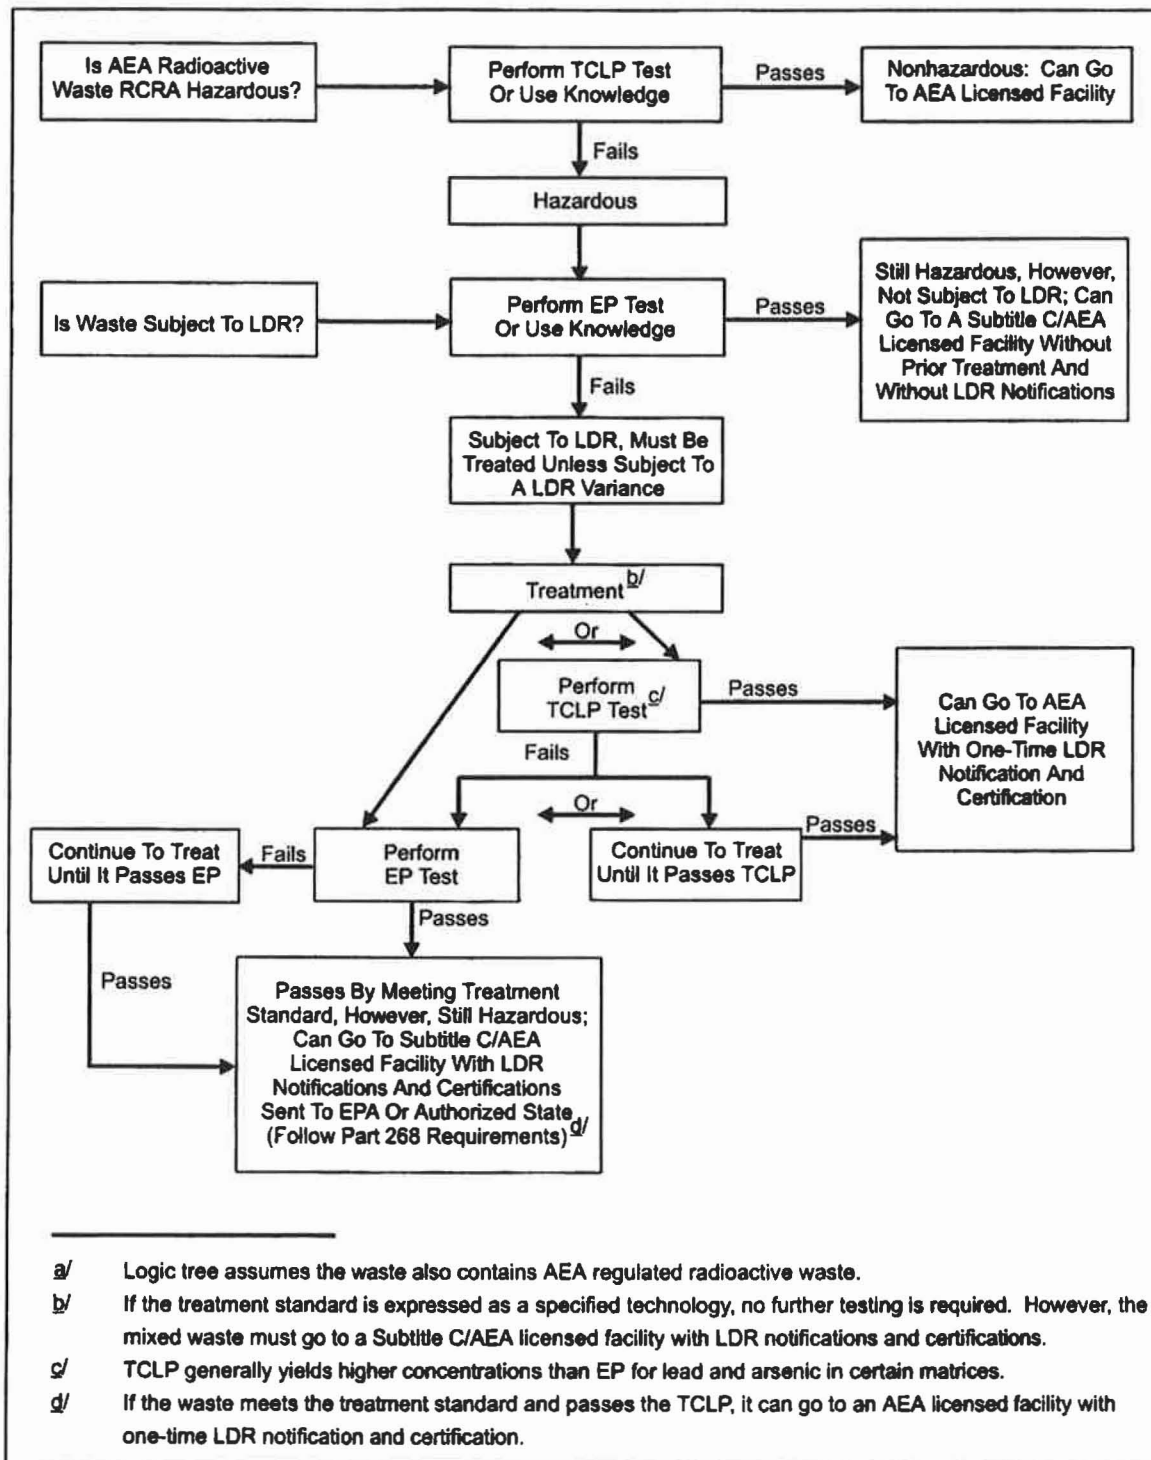 Is AEA Radioactive
Waste RCRA Hazardous?
Perform TCLP Test
Or Use Knowledge
Passes
Nonhazardous: Can Go
To AEA Licensed Facility
Fails
Hazardous
Is Waste Subject To LDR?
Perform EP Test
Or Use Knowledge
Passes
Still Hazardous, However,
Not Subject To LDR; Can
Go To A Subtitle C/AEA
Licensed Facility Without
Prior Treatment And
Without LDR Notifications
Fails
Subject To LDR, Must Be
Treated Unless Subject To
A LDR Variance
Treatment b/
Or
Perform
TCLP Test c/
Passes
Can Go To AEA
Licensed Facility
With One-Time LDR
Notification And
Certification
Fails
Or
Continue To Treat
Until It Passes EP
Fails
Perform
EP Test
Continue To Treat
Until It Passes TCLP
Passes
Passes
Passes
Passes By Meeting Treatment
Standard, However, Still Hazardous;
Can Go To Subtitle C/AEA
Licensed Facility With LDR
Notifications And Certifications
Sent To EPA Or Authorized State
(Follow Part 268 Requirements) d/
a/ Logic tree assumes the waste also contains AEA regulated radioactive waste.
b/ If the treatment standard is expressed as a specified technology, no further testing is required. However, the
mixed waste must go to a Subtitle C/AEA licensed facility with LDR notifications and certifications.
c/ TCLP generally yields higher concentrations than EP for lead and arsenic in certain matrices.
d/ If the waste meets the treatment standard and passes the TCLP, it can go to an AEA licensed facility with
one-time LDR notification and certification.